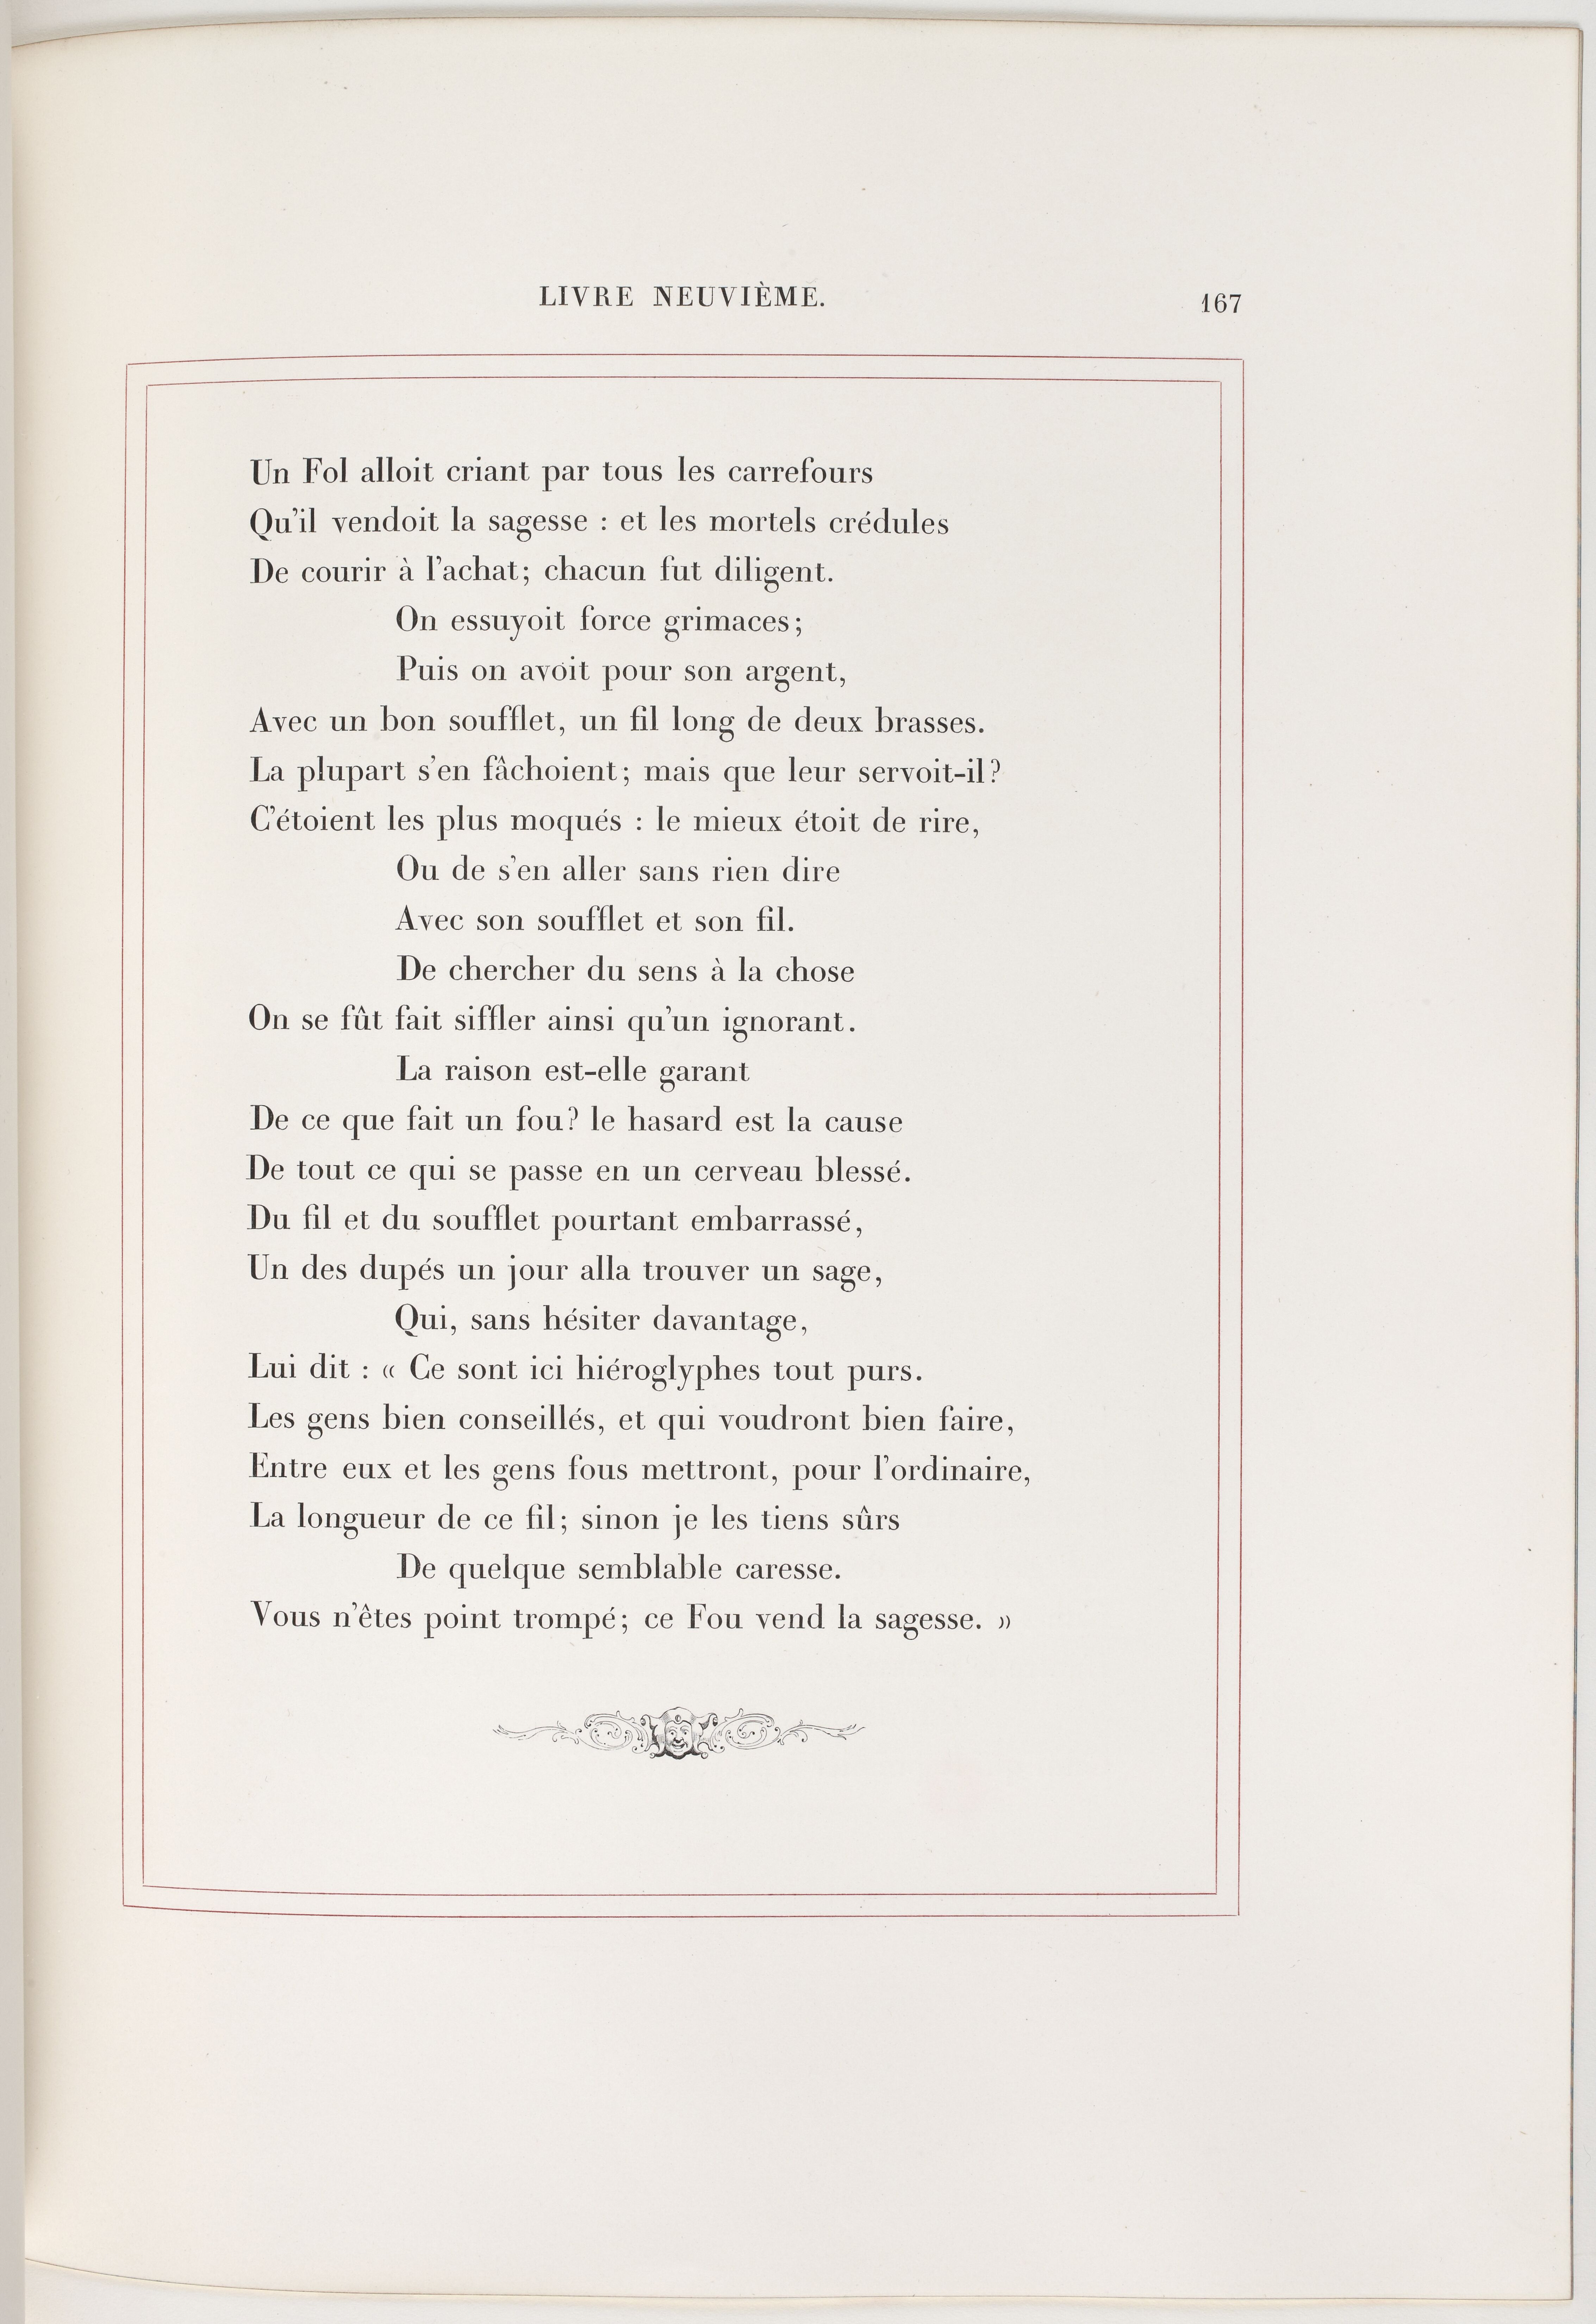 LIVRE NEUVIÈME.
167
Un Fol alloit criant par tous les carrefours
Qu'il vendoit la sagesse : et les mortels crédules
De courir à l'achat; chacun fut diligent.
On essuyoit force grimaces;
Puis on avoit pour son argent,
Avec un bon soufflet, un fil long de deux brasses.
La plupart s'en fâchoient; mais que leur servoit-il?
C'étoient les plus moqués : le mieux étoit de rire,
Ou de s'en aller sans rien dire
Avec son soufflet et son fil.
De chercher du sens à la chose
On se fût fait siffler ainsi qu'un ignorant.
La raison est-elle garant
De ce que fait un fou? le hasard est la cause
De tout ce qui se passe en un cerveau blessé.
Du fil et du soufflet pourtant embarrassé,
Un des dupés un jour alla trouver un sage,
Qui, sans hésiter davantage,
Lui dit : « Ce sont ici hiéroglyphes tout purs.
Les gens bien conseillés, et qui voudront bien faire,
Entre eux et les gens fous mettront, pour l'ordinaire,
La longueur de ce fil; sinon je les tiens sûrs
De quelque semblable caresse.
Vous n'êtes point trompé; ce Fou vend la sagesse. »